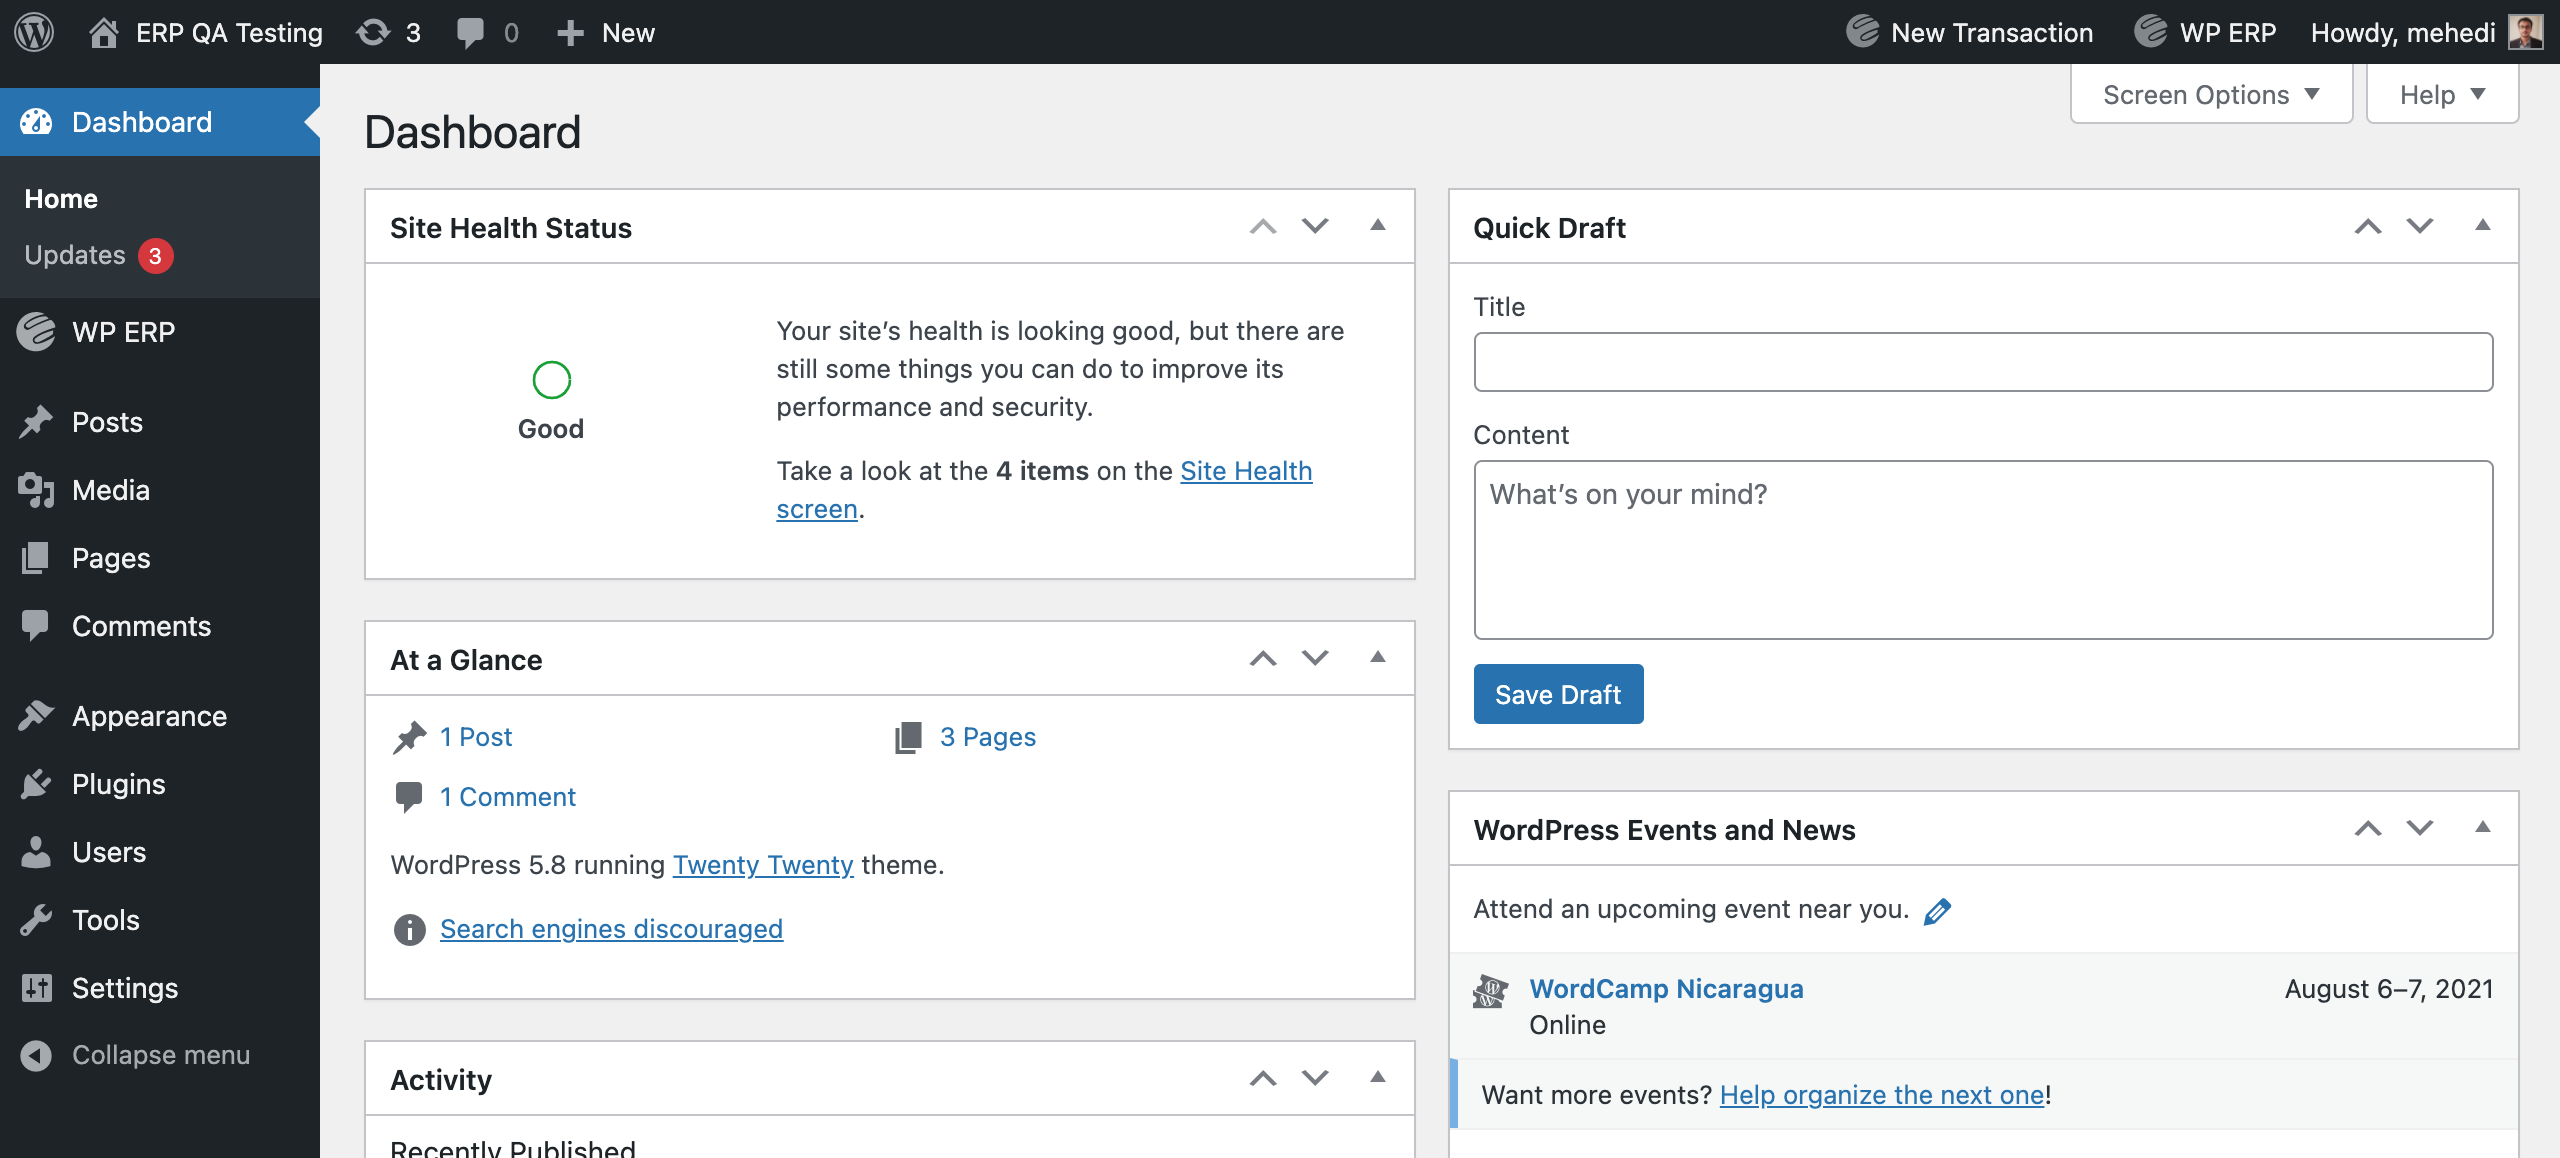 ERP QA Testing 3 0 New New Transaction WP ERP Howdy, mehedi
Dashboard
Home
Updates 3
WP ERP
Posts
Media
Pages
Comments
Appearance
Plugins
Users
Tools
Settings
Collapse menu
Screen Options ▼ Help ▼
Dashboard
Site Health Status
Good
Your site’s health is looking good, but there are
still some things you can do to improve its
performance and security.
Take a look at the 4 items on the Site Health
screen.
At a Glance
1 Post 3 Pages
1 Comment
WordPress 5.8 running Twenty Twenty theme.
Search engines discouraged
Activity
Recently Published
Quick Draft
Title
Content
What’s on your mind?
Save Draft
WordPress Events and News
Attend an upcoming event near you.
WordCamp Nicaragua August 6–7, 2021
Online
Want more events? Help organize the next one!